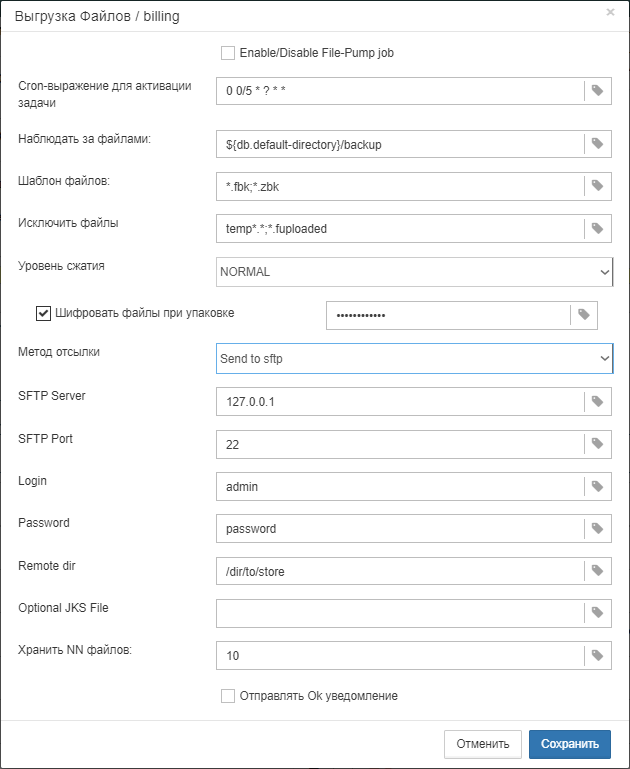 Выгрузка Файлов / billing
×
Enable/Disable File-Pump job
Cron-выражение для активации
задачи
0 0/5 * ? * *
Наблюдать за файлами:
${db.default-directory}/backup
Шаблон файлов:
*.fbk;*.zbk
Исключить файлы
temp*.*;*.fuploaded
Уровень сжатия
NORMAL
Шифровать файлы при упаковке
••••••••••••
Метод отсылки
Send to sftp
SFTP Server
127.0.0.1
SFTP Port
22
Login
admin
Password
password
Remote dir
/dir/to/store
Optional JKS File
Хранить NN файлов:
10
Отправлять Ok уведомление
Отменить
Сохранить